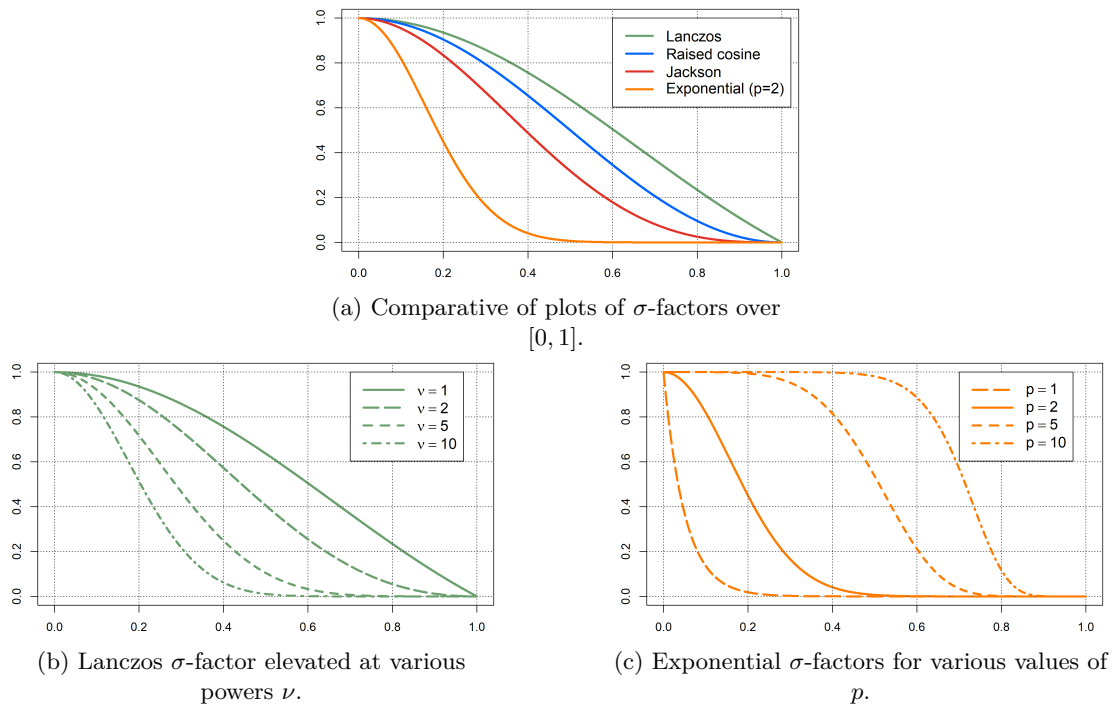 1.0
0.8
0.6
0.4
0.2
0.0
Lanczos
Raised cosine
Jackson
Exponential (p=2)
0.0 0.2 0.4 0.6 0.8 1.0
(a) Comparative of plots of σ-factors over
[0, 1].
1.0
0.8
0.6
0.4
0.2
0.0
ν = 1
ν = 2
ν = 5
ν = 10
0.0 0.2 0.4 0.6 0.8 1.0
(b) Lanczos σ-factor elevated at various
powers ν.
1.0
0.8
0.6
0.4
0.2
0.0
p = 1
p = 2
p = 5
p = 10
0.0 0.2 0.4 0.6 0.8 1.0
(c) Exponential σ-factors for various values of
p.